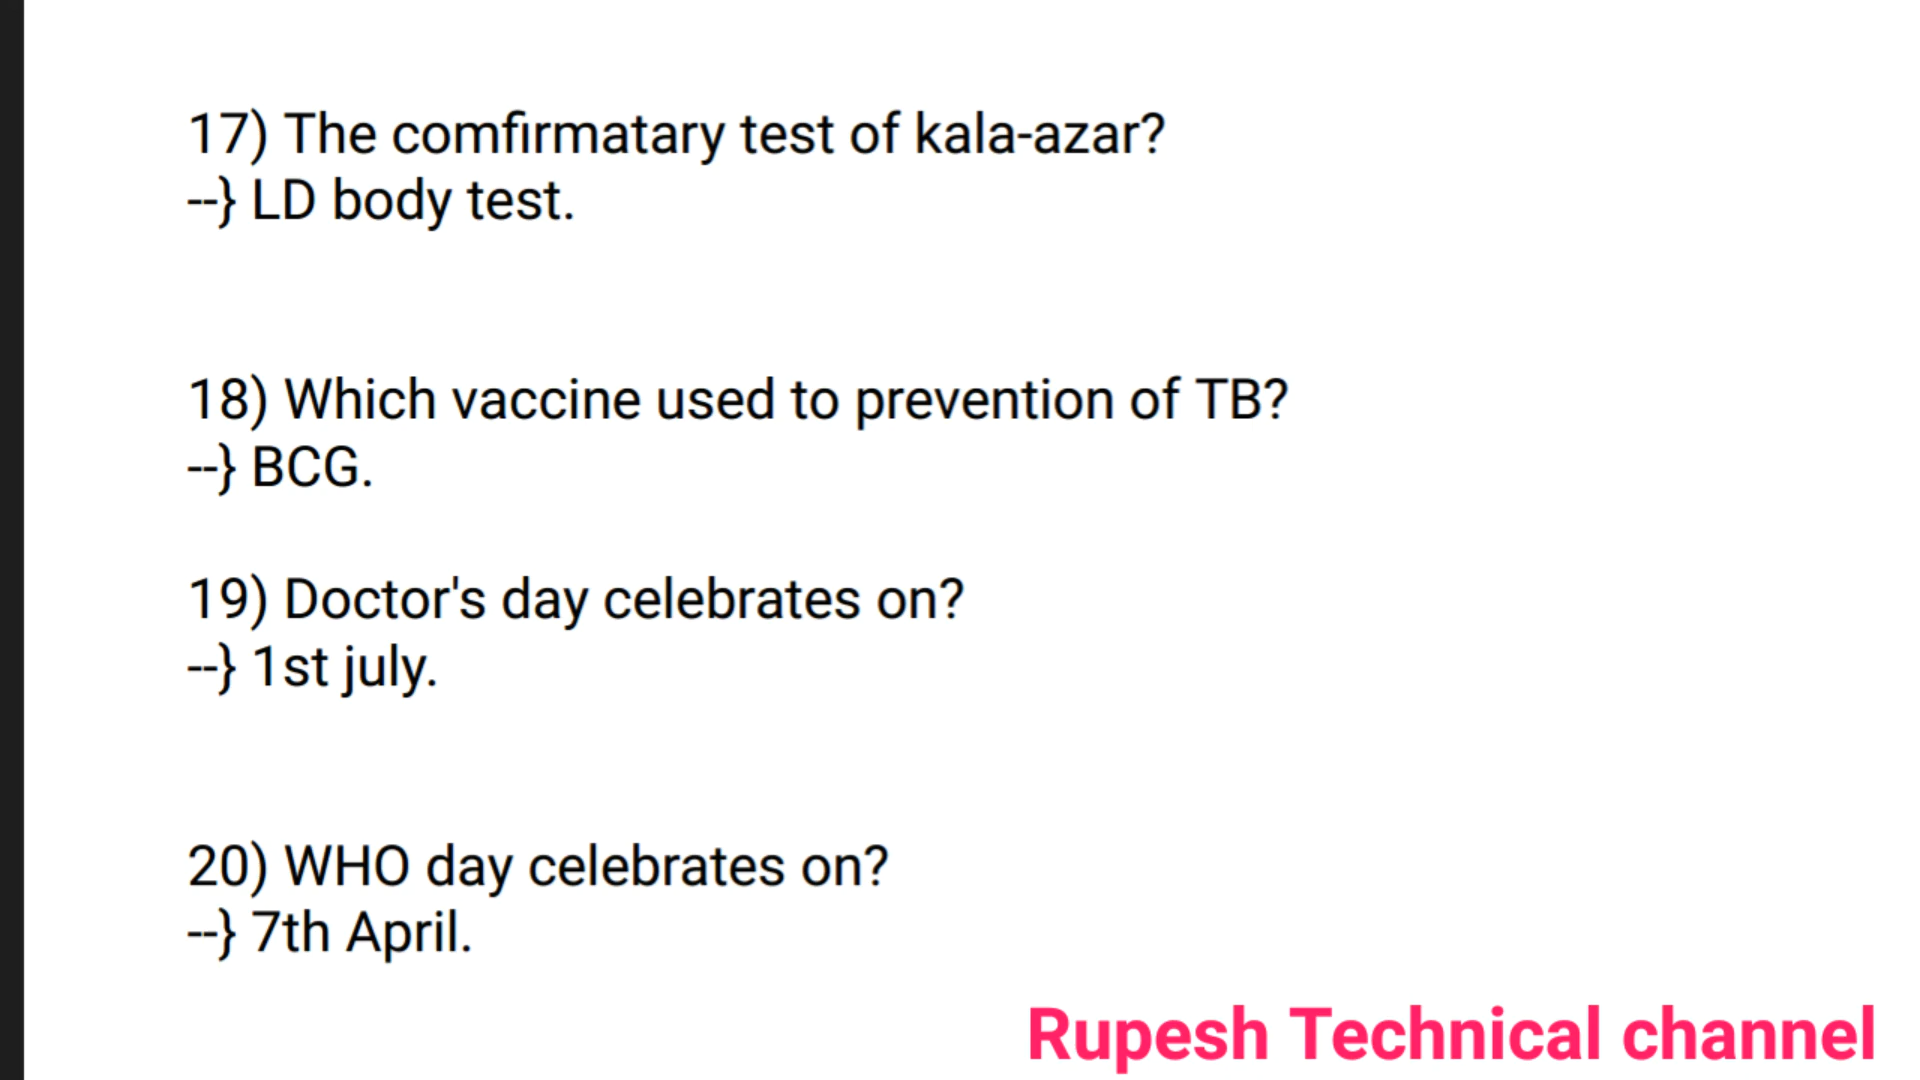 17) The comfirmatary test of kala-azar?
--} LD body test.
18) Which vaccine used to prevention of TB?
--} BCG.
19) Doctor's day celebrates on?
--} 1st july.
20) WHO day celebrates on?
--} 7th April.
Rupesh Technical channel